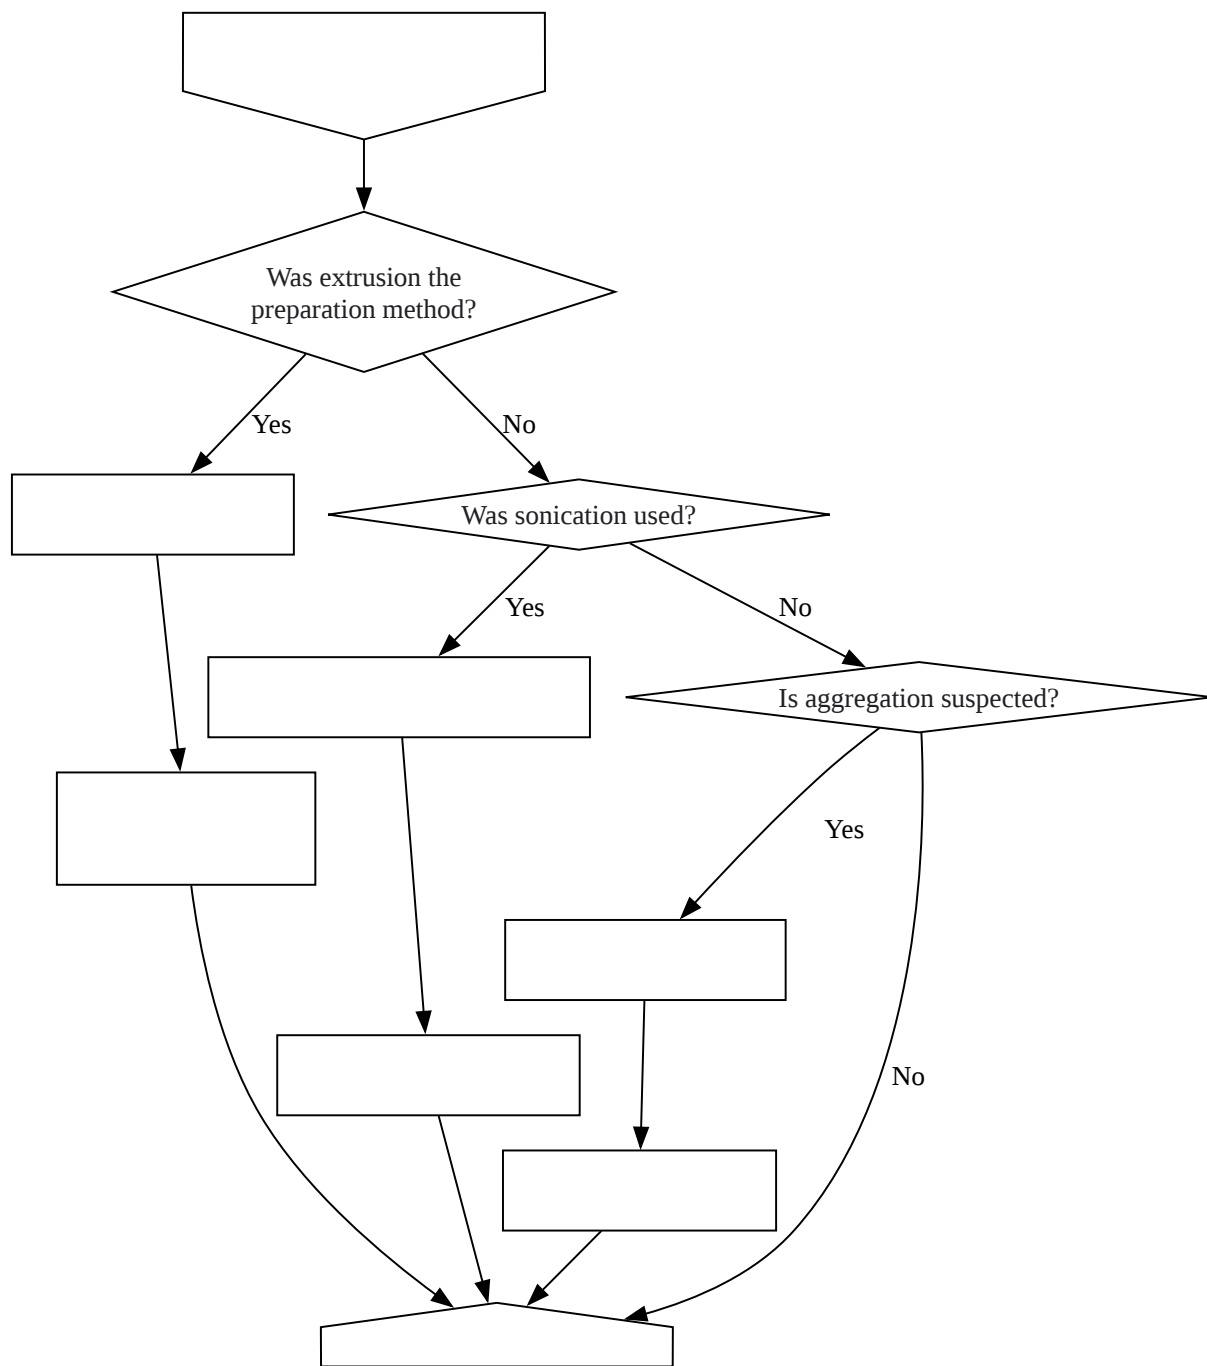 Was extrusion the
preparation method?
Yes
No
Was sonication used?
Yes
No
Is aggregation suspected?
Yes
No